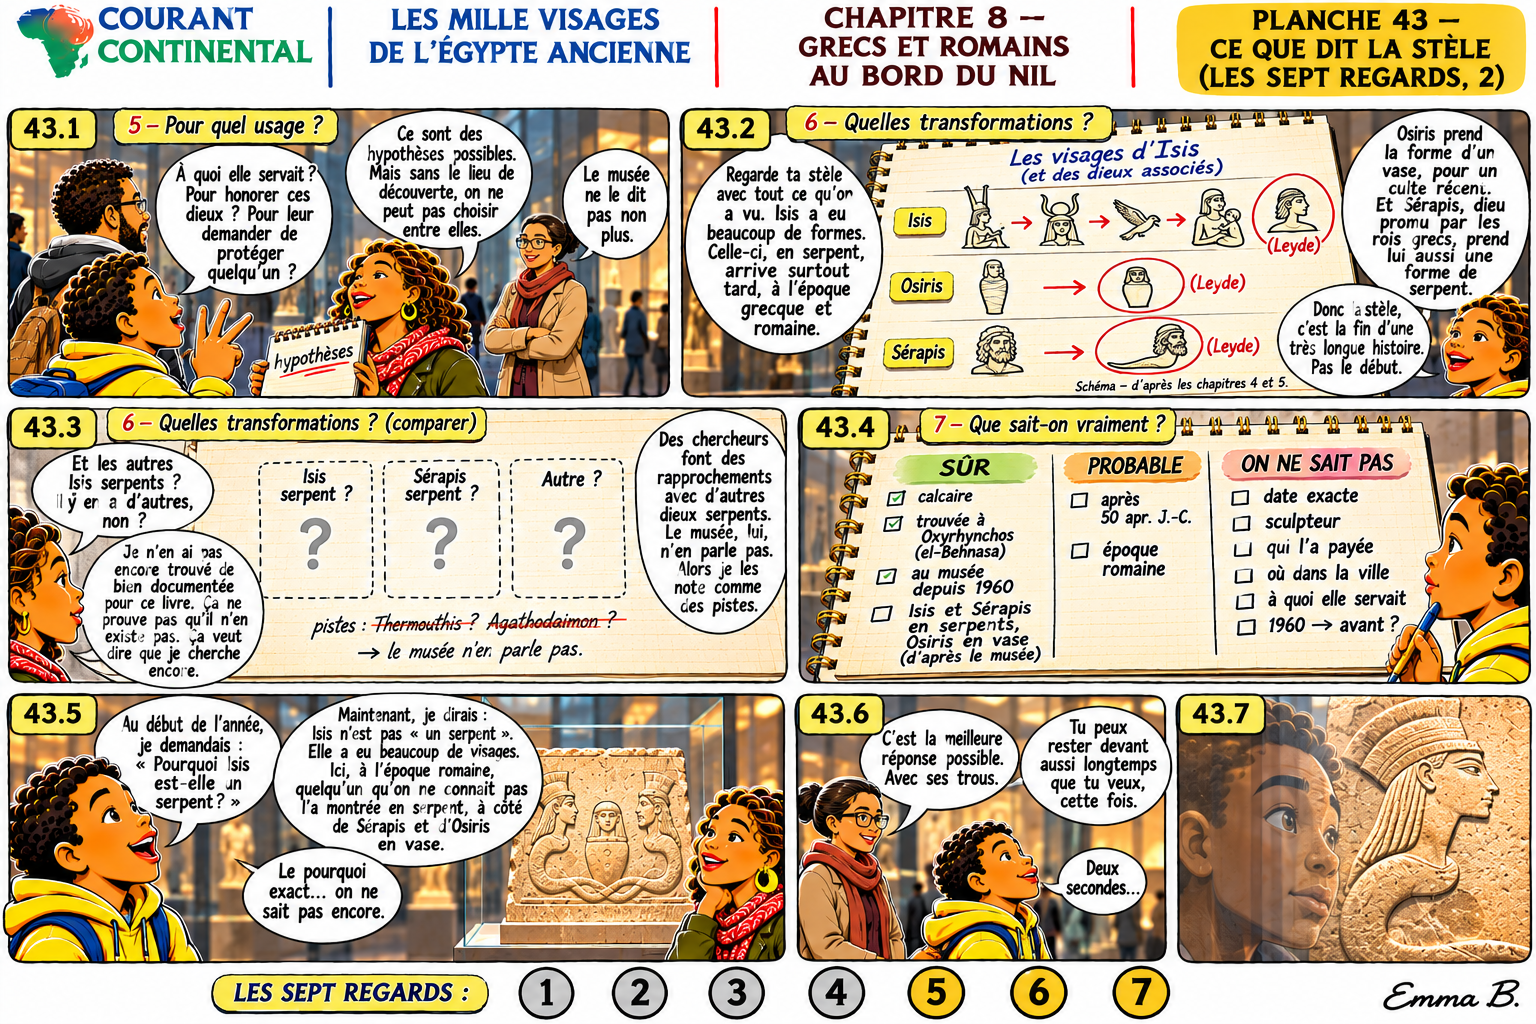 COURANT
CONTINENTAL
LES MILLE VISAGES
DE L'ÉGYPTE ANCIENNE
CHAPITRE 8 –
GRECS ET ROMAINS
AU BORD DU NIL
PLANCHE 43 –
CE QUE DIT LA STÈLE
(LES SEPT REGARDS, 2)
43.1
5 – Pour quel usage ?
À quoi elle servait ?
Pour honorer ces
dieux ? Pour leur
demander de
protéger
quelqu'un ?
Ce sont des
hypothèses possibles.
Mais sans le lieu de
découverte, on ne
peut pas choisir
entre elles.
Le musée
ne le dit
pas non
plus.
hypothèses
43.2
6 – Quelles transformations ?
Regarde ta stèle
avec tout ce qu'on
a vu. Isis a eu
beaucoup de formes.
Celle-ci, en serpent,
arrive surtout
tard, à l'époque
grecque et
romaine.
Les visages d'Isis
(et des dieux associés)
Isis
(Leyde)
Osiris
(Leyde)
Sérapis
(Leyde)
Schéma – d'après les chapitres 4 et 5.
Osiris prend
la forme d'un
vase, pour un
culte récent.
Et Sérapis, dieu
promu par les
rois grecs, prend
lui aussi une
forme de
serpent.
Donc la stèle,
c'est la fin d'une
très longue histoire.
Pas le début.
43.3
6 – Quelles transformations ? (comparer)
Et les autres
Isis serpents ?
Il y en a d'autres,
non ?
Je n'en ai pas
encore trouvé de
bien documentée
pour ce livre. Ça ne
prouve pas qu'il n'en
existe pas. Ça veut
dire que je cherche
encore.
Isis
serpent ?
?
Sérapis
serpent ?
?
Autre ?
?
pistes : Thermouthis ? Agathodaimon ?
→ le musée n'en parle pas.
Des chercheurs
font des
rapprochements
avec d'autres
dieux serpents.
Le musée, lui,
n'en parle pas.
Alors je les
note comme
des pistes.
43.4
7 – Que sait-on vraiment ?
SÛR
calcaire
trouvée à
Oxyrhynchos
(el-Behnasa)
au musée
depuis 1960
Isis et Sérapis
en serpents,
Osiris en vase
(d'après le musée)
PROBABLE
après
50 apr. J.-C.
époque
romaine
ON NE SAIT PAS
date exacte
sculpteur
qui l'a payée
où dans la ville
à quoi elle servait
1960 → avant ?
43.5
Au début de l'année,
je demandais :
« Pourquoi Isis
est-elle un
serpent ? »
Maintenant, je dirais :
Isis n'est pas « un serpent ».
Elle a eu beaucoup de visages.
Ici, à l'époque romaine,
quelqu'un qu'on ne connait pas
l'a montrée en serpent, à côté
de Sérapis et d'Osiris
en vase.
Le pourquoi
exact... on ne
sait pas encore.
43.6
C'est la meilleure
réponse possible.
Avec ses trous.
Tu peux
rester devant
aussi longtemps
que tu veux,
cette fois.
Deux
secondes...
43.7
LES SEPT REGARDS :
1
2
3
4
5
6
7
Emma B.